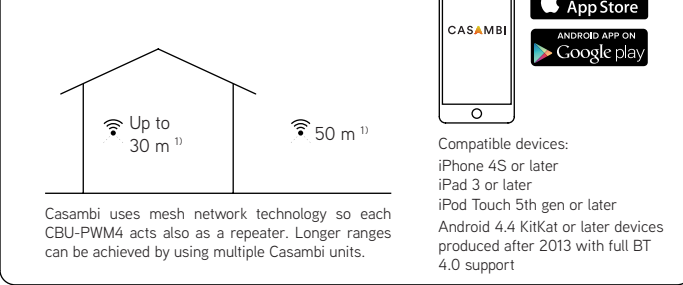 App Store
CASAMBI
ANDROID APP ON
Google play
Up to
30 m 1)
50 m 1)
Casambi uses mesh network technology so each
CBU-PWM4 acts also as a repeater. Longer ranges
can be achieved by using multiple Casambi units.
Compatible devices:
iPhone 4S or later
iPad 3 or later
iPod Touch 5th gen or later
Android 4.4 KitKat or later devices
produced after 2013 with full BT
4.0 support